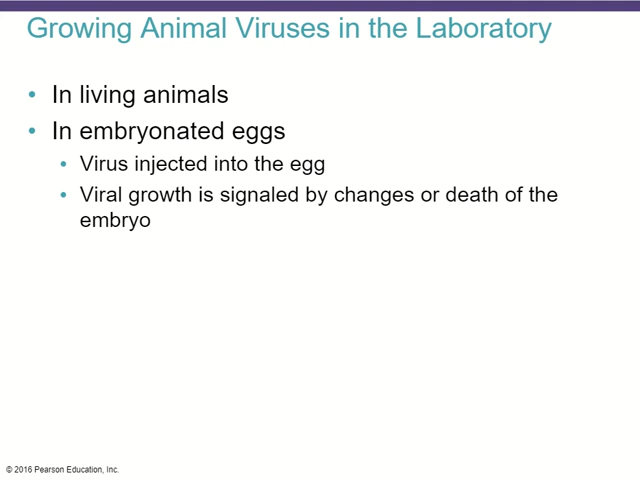 Growing Animal Viruses in the Laboratory
• In living animals
• In embryonated eggs
• Virus injected into the egg
• Viral growth is signaled by changes or death of the
embryo
© 2016 Pearson Education, Inc.